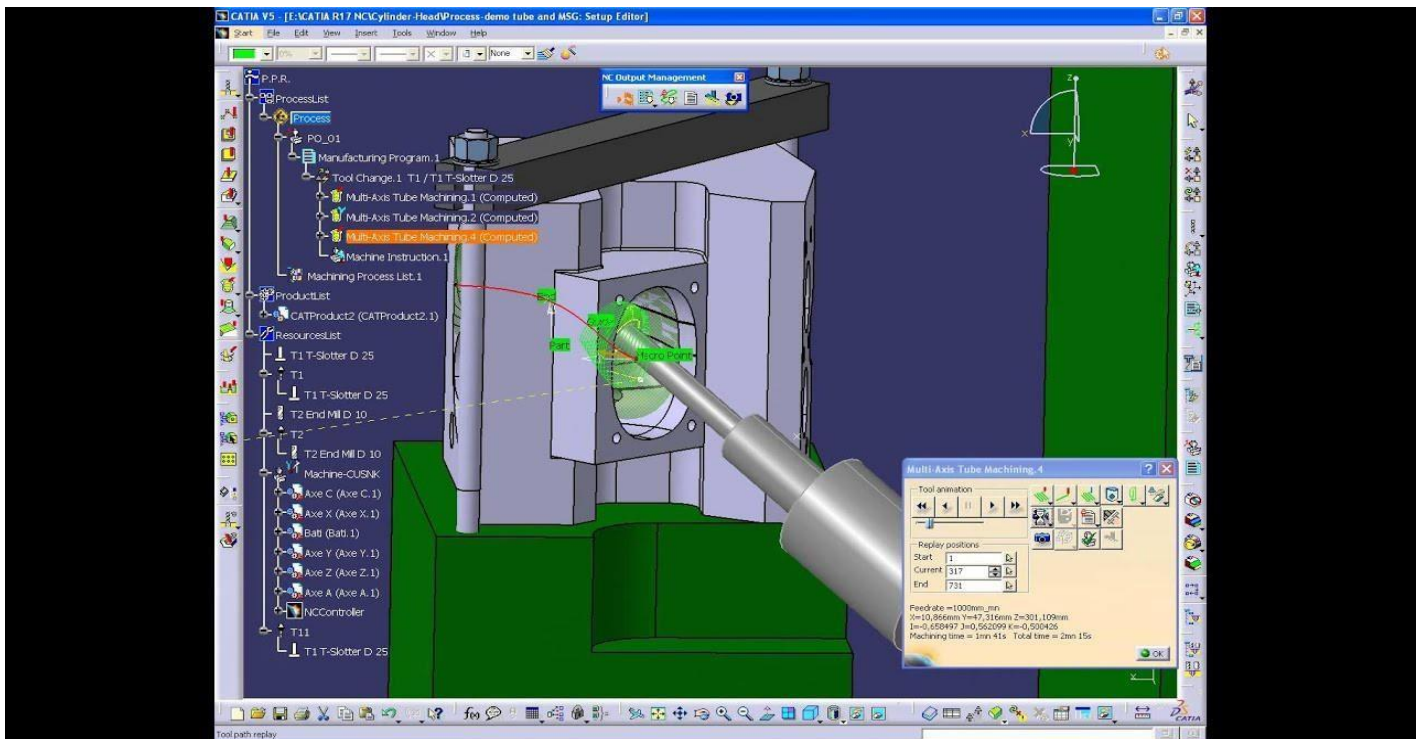 CATIA V5 - [E:\CATIA R17 NC\Cylinder-Head\Process-demo tube and MSG: Setup Editor]
Start File Edit View Insert Tools Window Help
0% None
NC Output Management
P.P.R.
ProcessList
Process
PO_01
Manufacturing Program.1
Tool Change.1 T1 / T1 T-Slotter D 25
Multi-Axis Tube Machining.1 (Computed)
Multi-Axis Tube Machining.2 (Computed)
Multi-Axis Tube Machining.4 (Computed)
Machine Instruction.1
Machining Process List.1
ProductList
CATProduct2 (CATProduct2.1)
ResourcesList
T1 T-Slotter D 25
T1
T1 T-Slotter D 25
T2 End Mill D 10
T2
T2 End Mill D 10
Machine-CUSNK
Axe C (Axe C.1)
Axe X (Axe X.1)
Bati (Bati.1)
Axe Y (Axe Y.1)
Axe Z (Axe Z.1)
Axe A (Axe A.1)
NCController
T11
T1 T-Slotter D 25
z
x
y
Part
Macro Point
Multi-Axis Tube Machining.4
Tool animation
Replay positions
Start 1
Current 317
End 731
Feedrate =1000mm_mn
X=10,866mm Y=47,316mm Z=301,109mm
I=-0,658497 J=0,562099 K=-0,500426
Machining time = 1mn 41s Total time = 2mn 15s
OK
x
f(x)
CATIA
Tool path replay